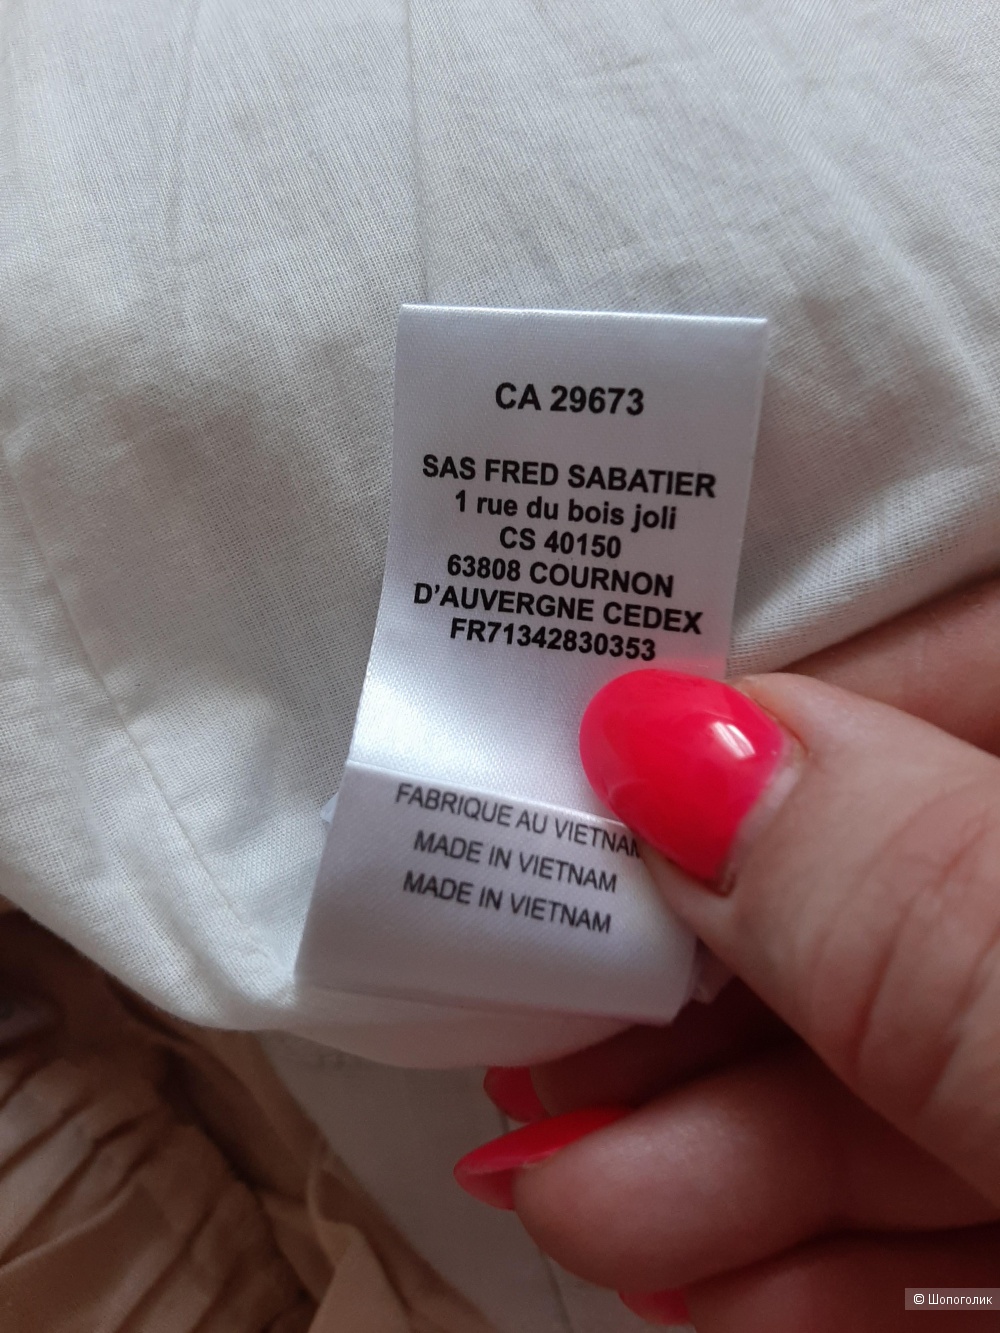 CA 29673
SAS FRED SABATIER
1 rue du bois joli
CS 40150
63808 COURNON
D'AUVERGNE CEDEX
FR71342830353
FABRIQUE AU VIETNAM
MADE IN VIETNAM
MADE IN VIETNAM
© Шопоголик